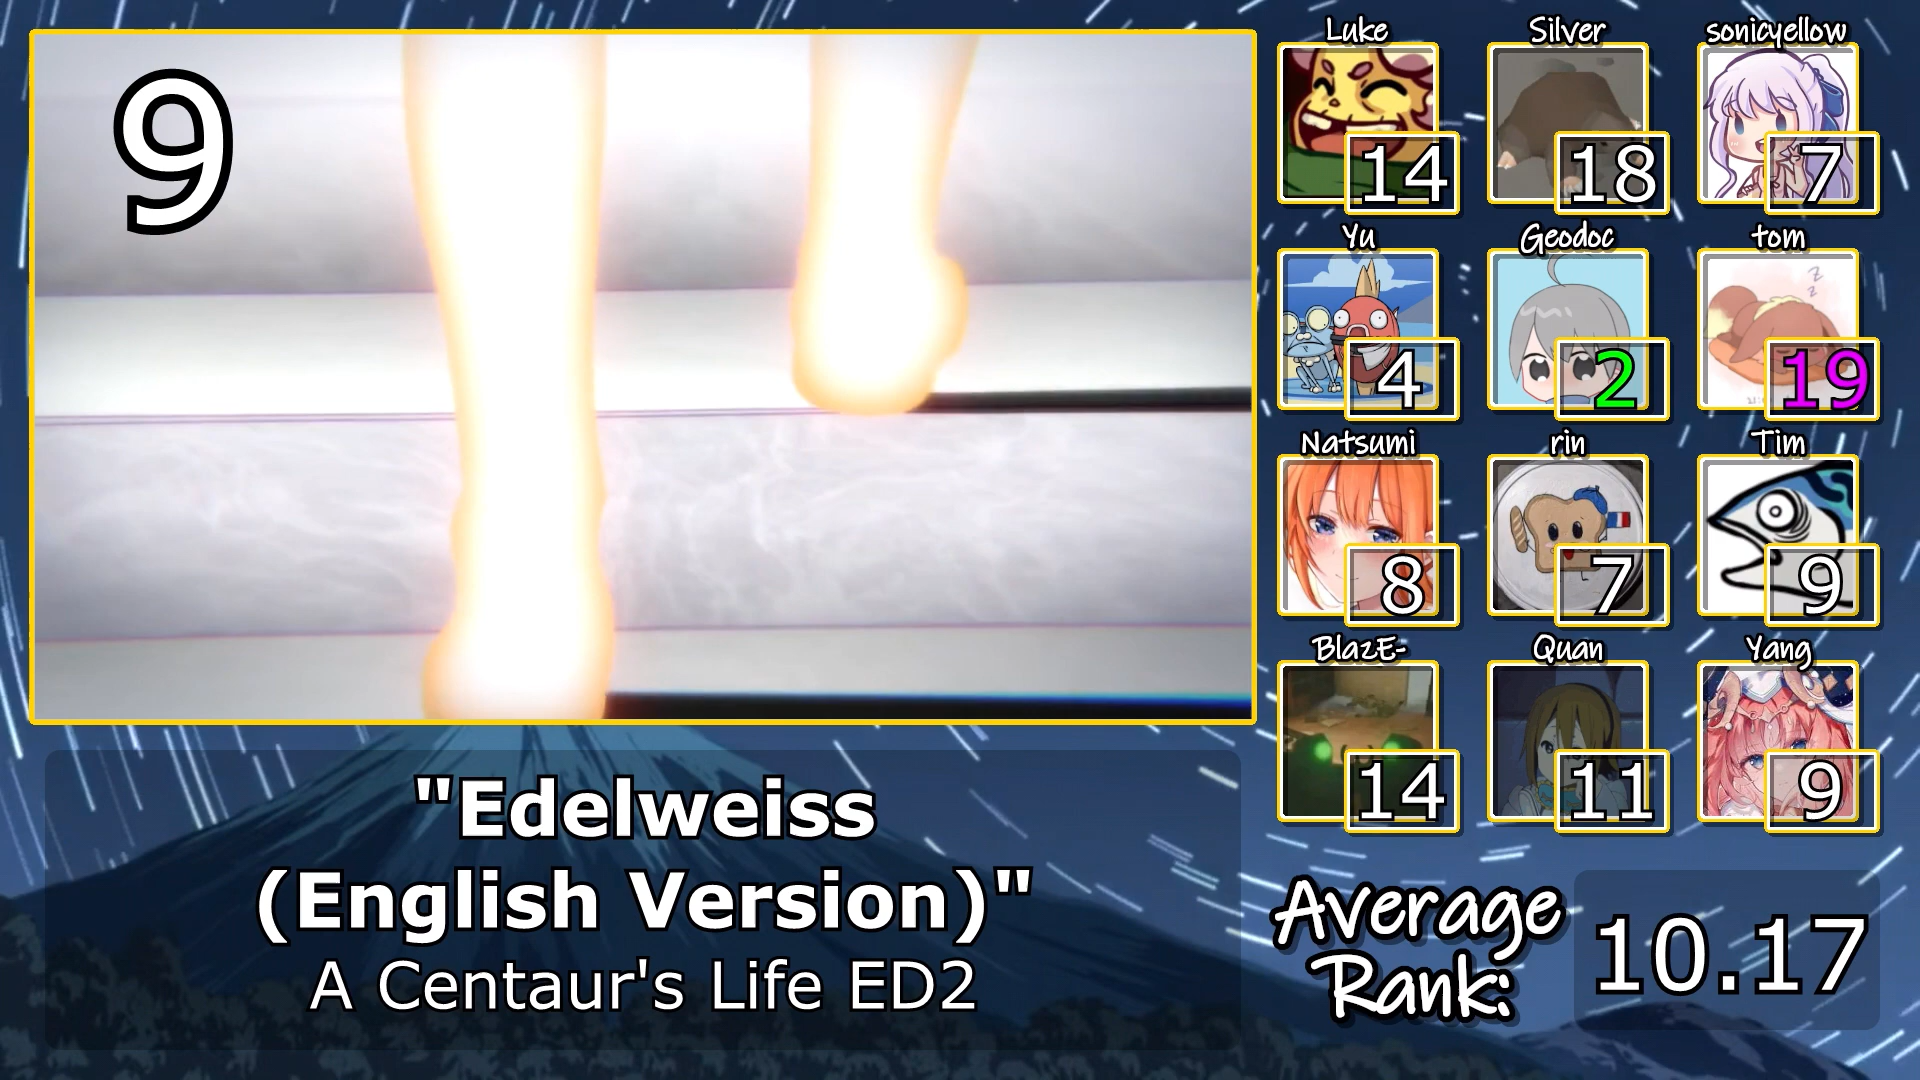 9
Luke
Silver
sonicyellow
14
18
7
Yu
Geodoc
tom
4
2
19
z
z
Natsumi
rin
Tim
8
7
9
BlazE-
Quan
Yang
14
11
9
"Edelweiss
(English Version)"
A Centaur's Life ED2
Average
Rank:
10.17